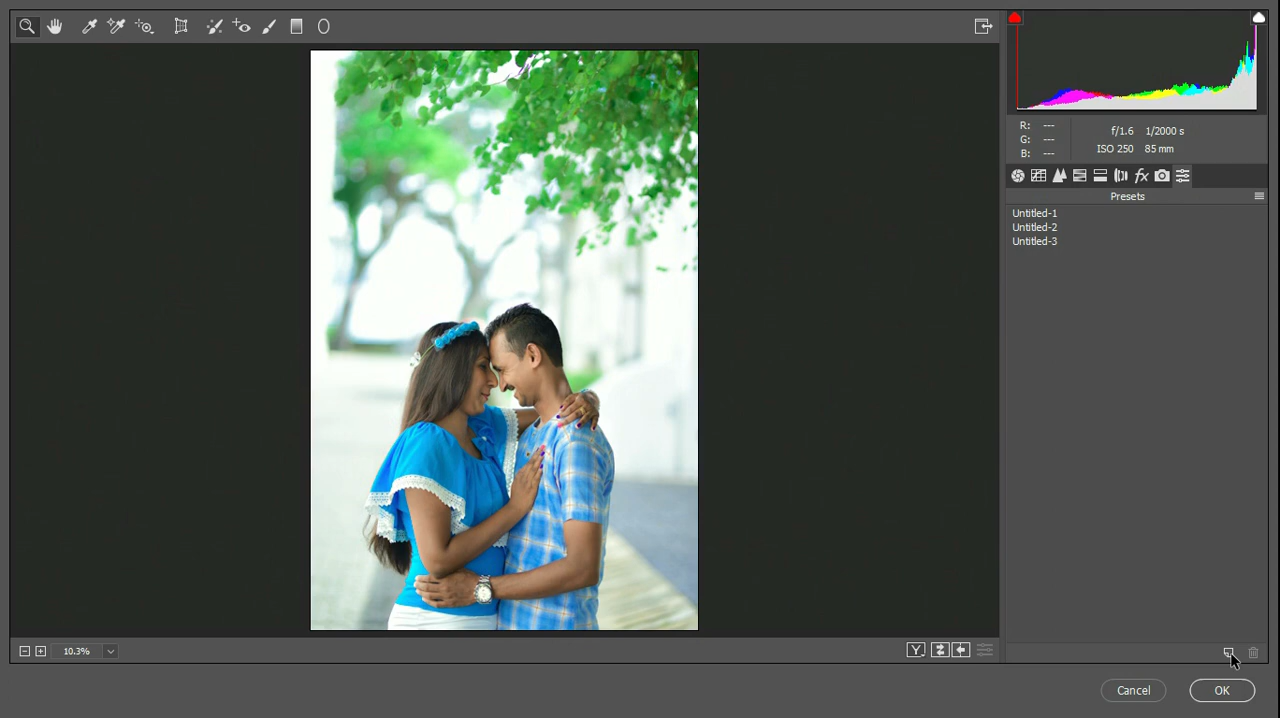 R: ---
G: ---
B: ---
f/1.6 1/2000 s
ISO 250 85 mm
fx
Presets
Untitled-1
Untitled-2
Untitled-3
10.3%
Y
Cancel
OK